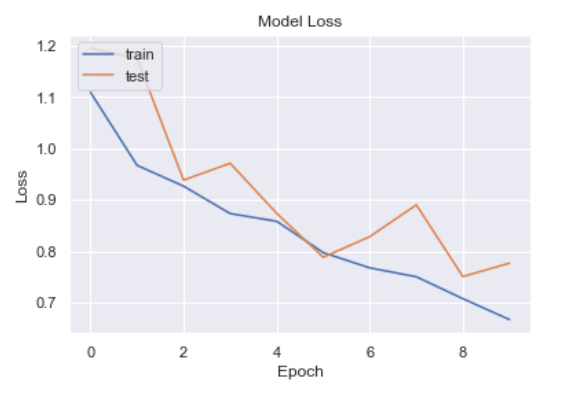 Model Loss
train
test
1.2
1.1
1.0
0.9
0.8
0.7
Loss
0 2 4 6 8
Epoch